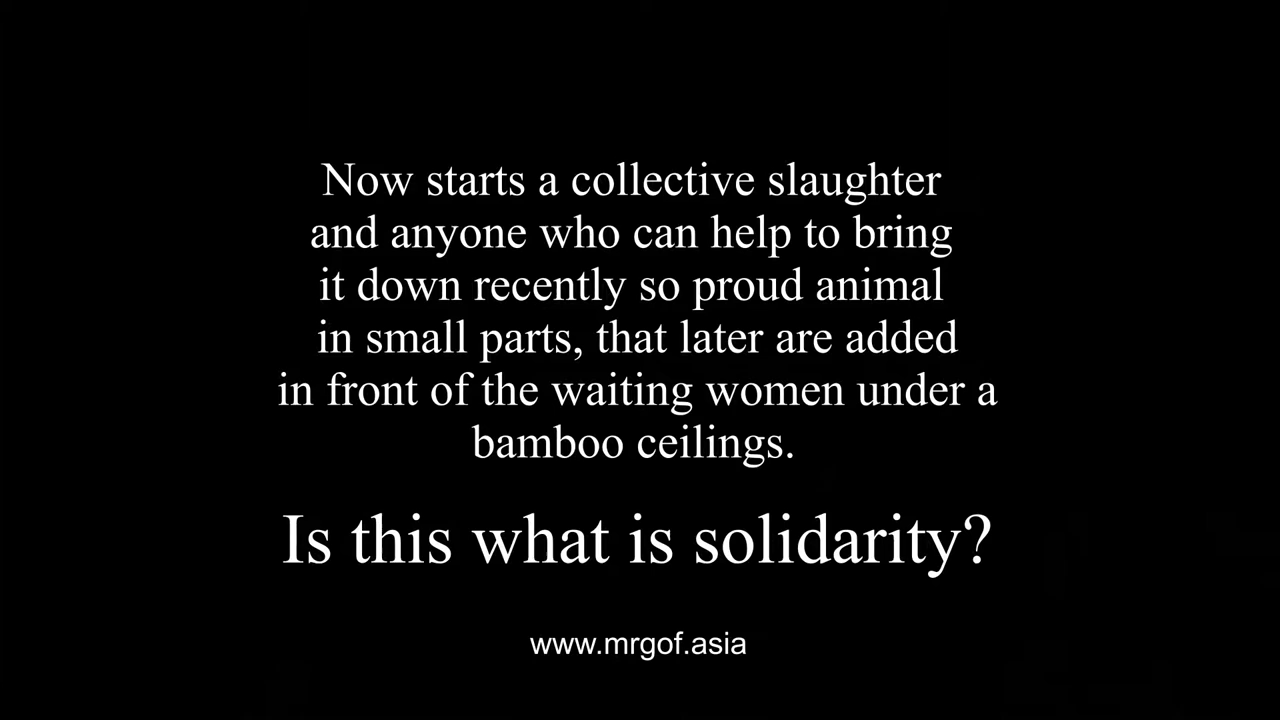 Now starts a collective slaughter
and anyone who can help to bring
it down recently so proud animal
in small parts, that later are added
in front of the waiting women under a
bamboo ceilings.
Is this what is solidarity?
www.mrgof.asia